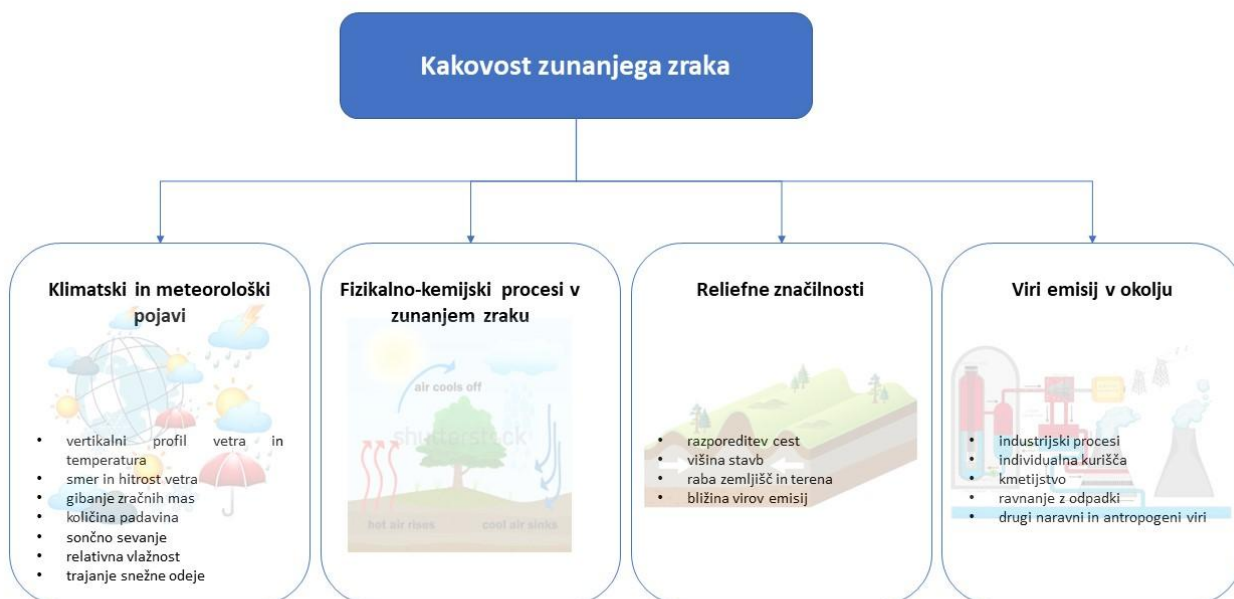 Kakovost zunanjega zraka
Klimatski in meteorološki
pojavi
• vertikalni profil vetra in
temperatura
• smer in hitrost vetra
• gibanje zračnih mas
• količina padavina
• sončno sevanje
• relativna vlažnost
• trajanje snežne odeje
Fizikalno-kemijski procesi v
zunanjem zraku
air cools off
shutterstock
hot air rises
cool air sinks
Reliefne značilnosti
• razporeditev cest
• višina stavb
• raba zemljišč in terena
• bližina virov emisij
Viri emisij v okolju
• industrijski procesi
• individualna kurišča
• kmetijstvo
• ravnanje z odpadki
• drugi naravni in antropogeni viri